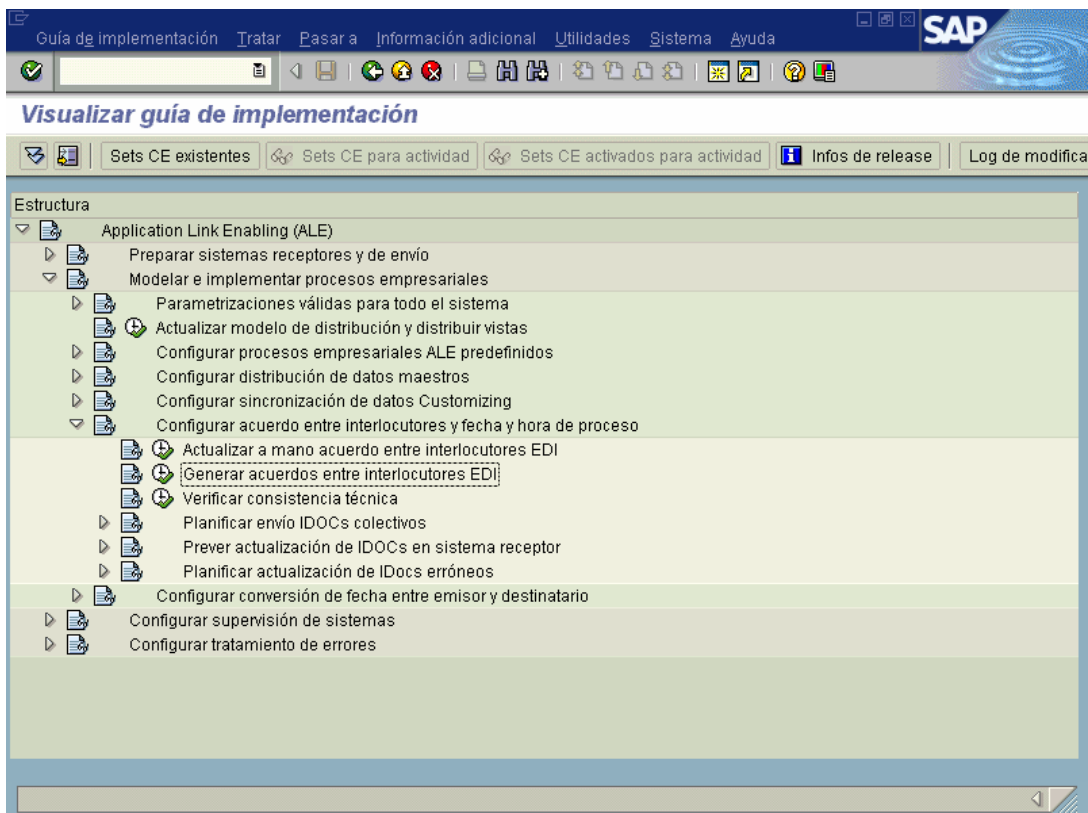 Guía de implementación Tratar Pasar a Información adicional Utilidades Sistema Ayuda
SAP
Visualizar guía de implementación
Sets CE existentes Sets CE para actividad Sets CE activados para actividad Infos de release Log de modifica
Estructura
Application Link Enabling (ALE)
Preparar sistemas receptores y de envío
Modelar e implementar procesos empresariales
Parametrizaciones válidas para todo el sistema
Actualizar modelo de distribución y distribuir vistas
Configurar procesos empresariales ALE predefinidos
Configurar distribución de datos maestros
Configurar sincronización de datos Customizing
Configurar acuerdo entre interlocutores y fecha y hora de proceso
Actualizar a mano acuerdo entre interlocutores EDI
Generar acuerdos entre interlocutores EDI
Verificar consistencia técnica
Planificar envío IDOCs colectivos
Prever actualización de IDOCs en sistema receptor
Planificar actualización de IDocs erróneos
Configurar conversión de fecha entre emisor y destinatario
Configurar supervisión de sistemas
Configurar tratamiento de errores